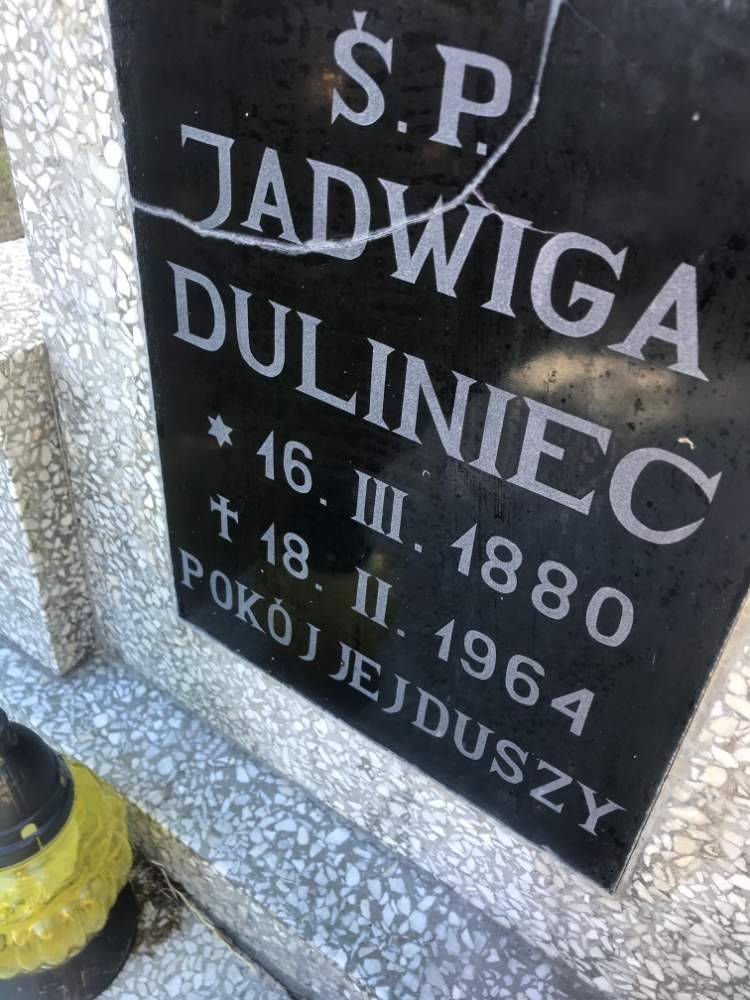 Ś.P.
JADWIGA
DULINIEC
* 16. III. 1880
✝ 18. II. 1964
POKÓJ JEJ DUSZY